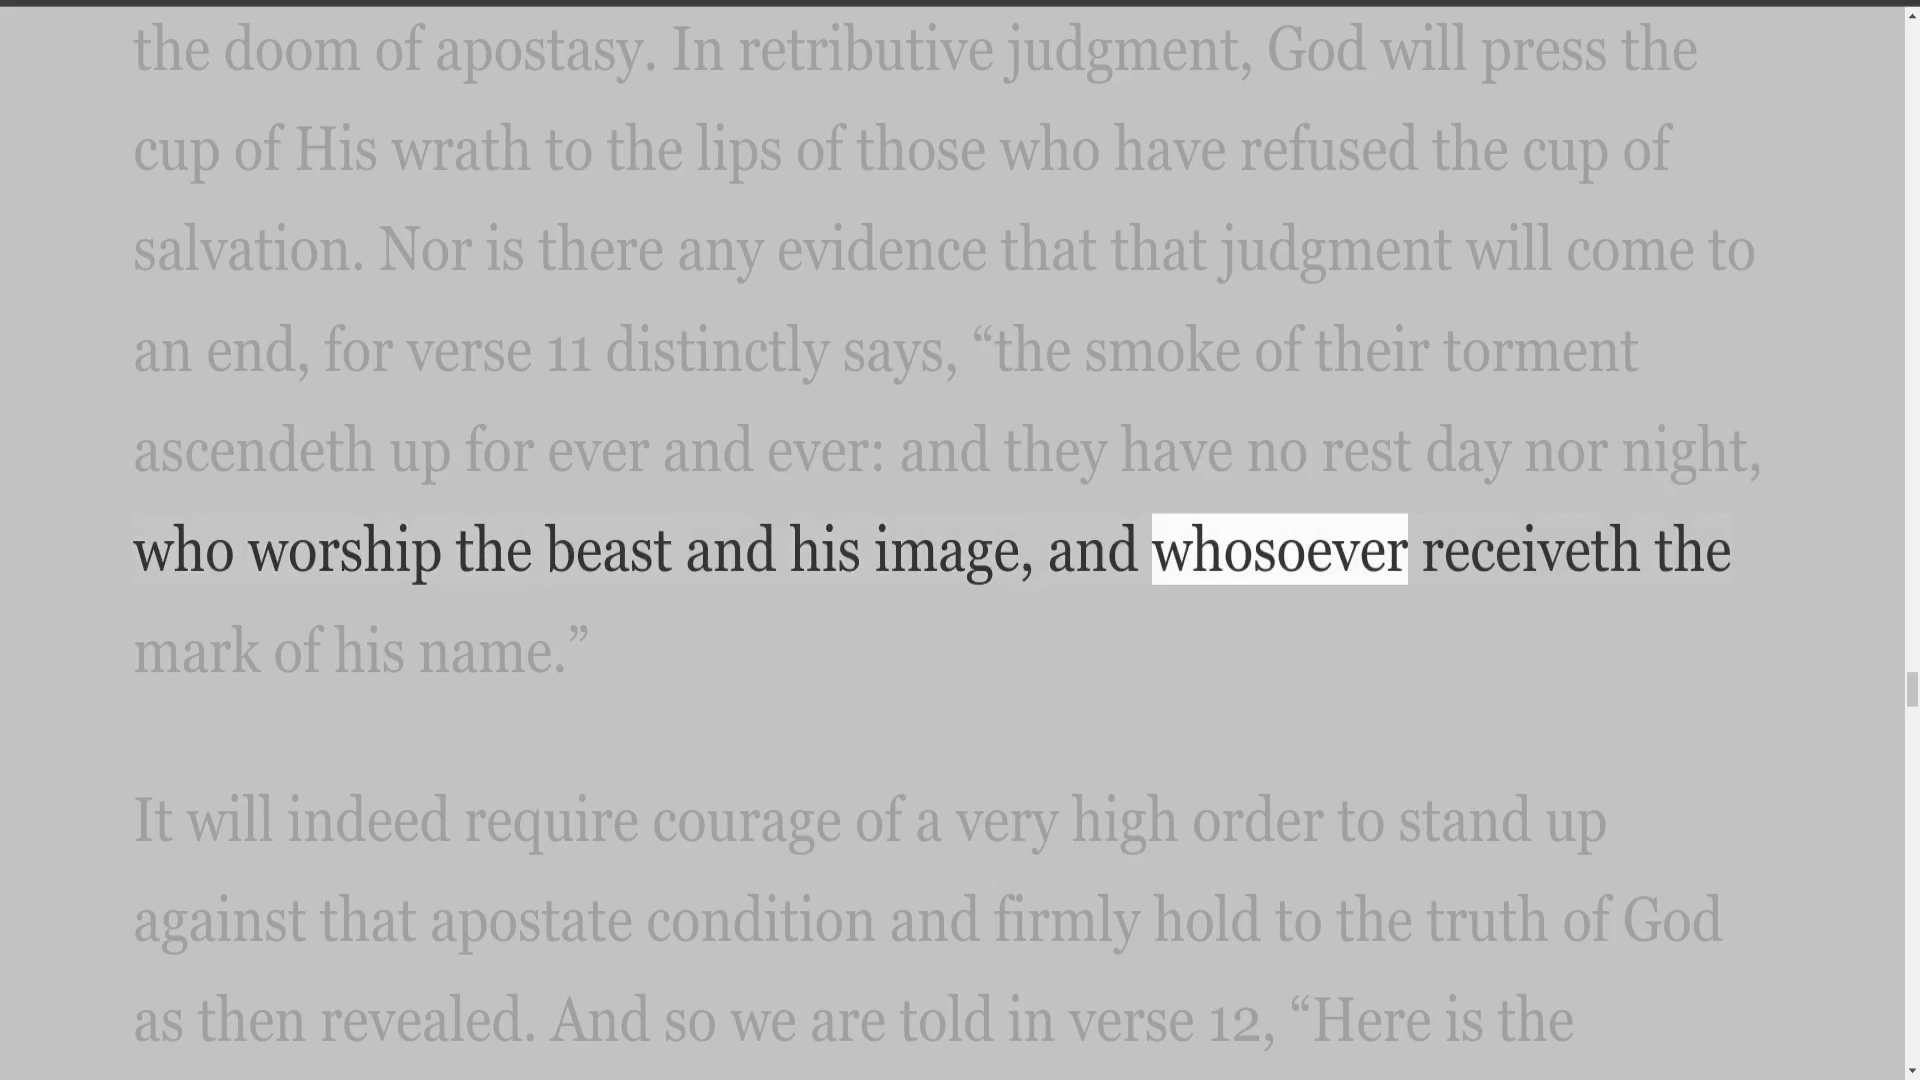 the doom of apostasy. In retributive judgment, God will press the
cup of His wrath to the lips of those who have refused the cup of
salvation. Nor is there any evidence that that judgment will come to
an end, for verse 11 distinctly says, “the smoke of their torment
ascendeth up for ever and ever: and they have no rest day nor night,
who worship the beast and his image, and whosoever receiveth the
mark of his name.”
It will indeed require courage of a very high order to stand up
against that apostate condition and firmly hold to the truth of God
as then revealed. And so we are told in verse 12, “Here is the